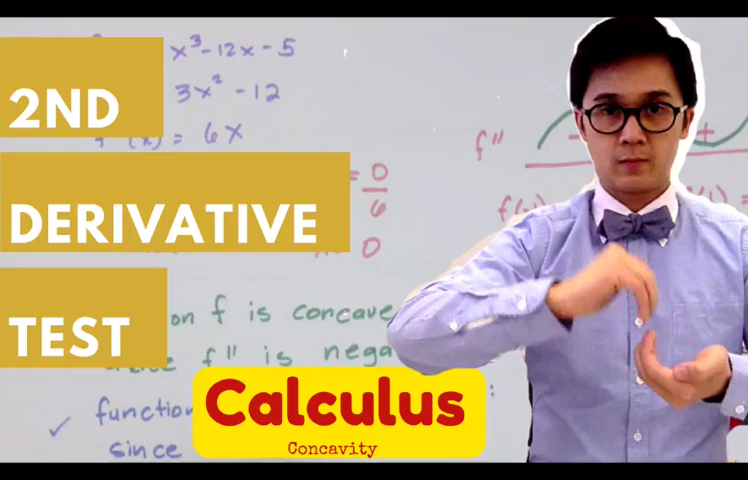 x³-12x-5
3x² -12
2ND
(x) = 6x
f" - +
= 0
6
DERIVATIVE
0
on f is concave
TEST
f" is nega
Calculus
function
Concavity
since